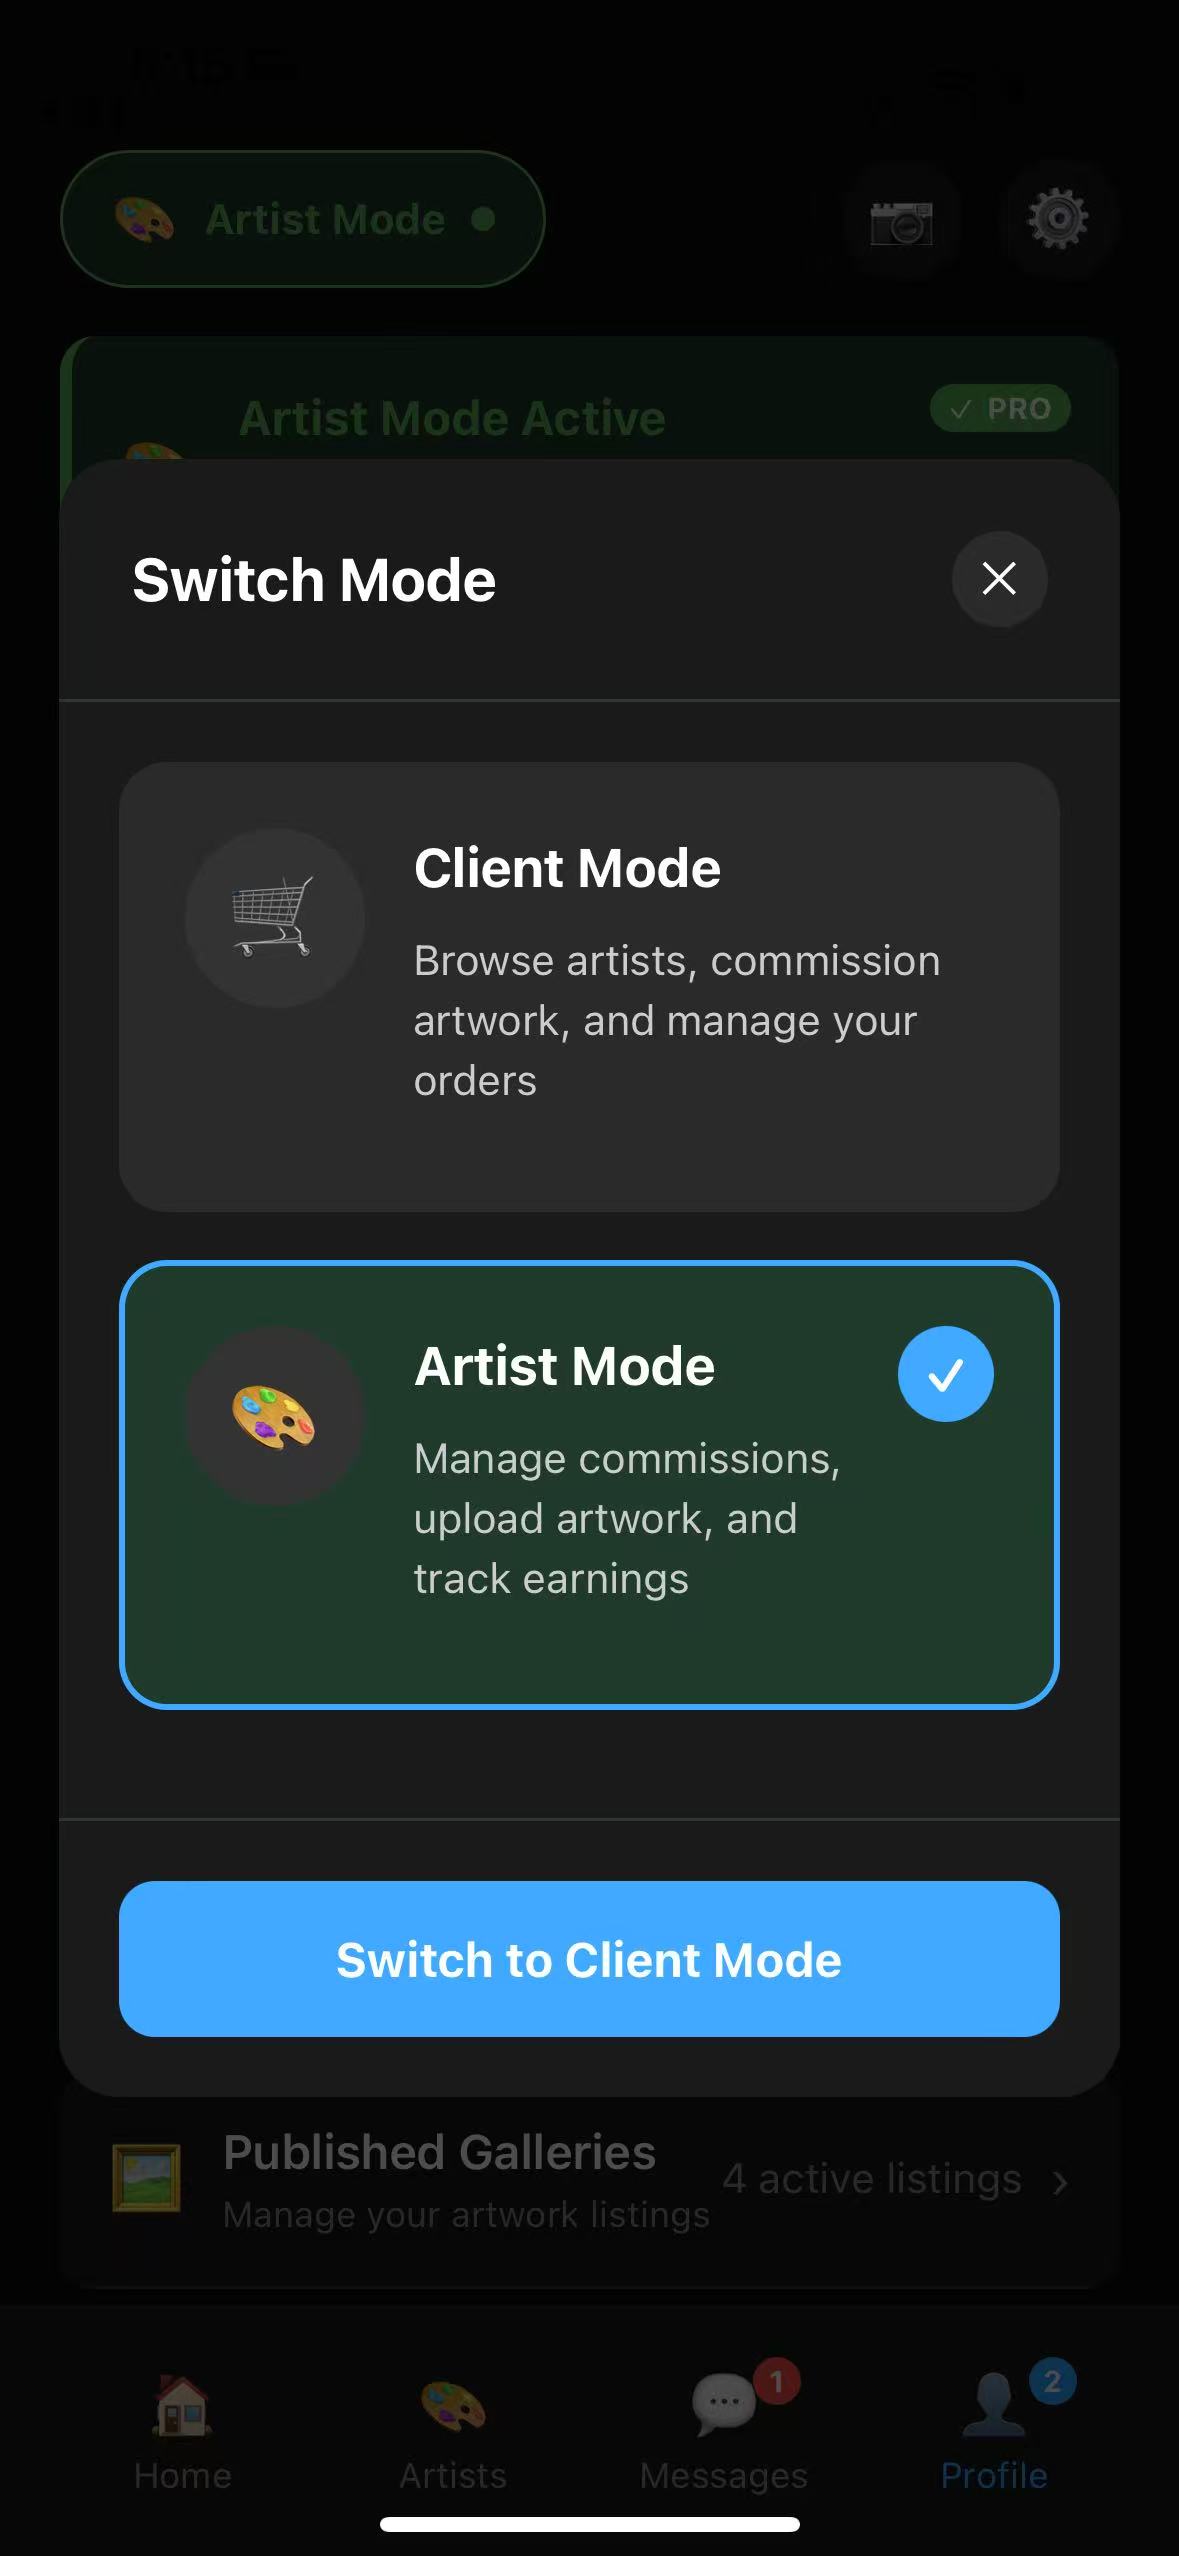 Artist Mode
Artist Mode Active
✓ PRO
Switch Mode
Client Mode
Browse artists, commission
artwork, and manage your
orders
Artist Mode
Manage commissions,
upload artwork, and
track earnings
Switch to Client Mode
Published Galleries
4 active listings
Manage your artwork listings
1
2
Home
Artists
Messages
Profile